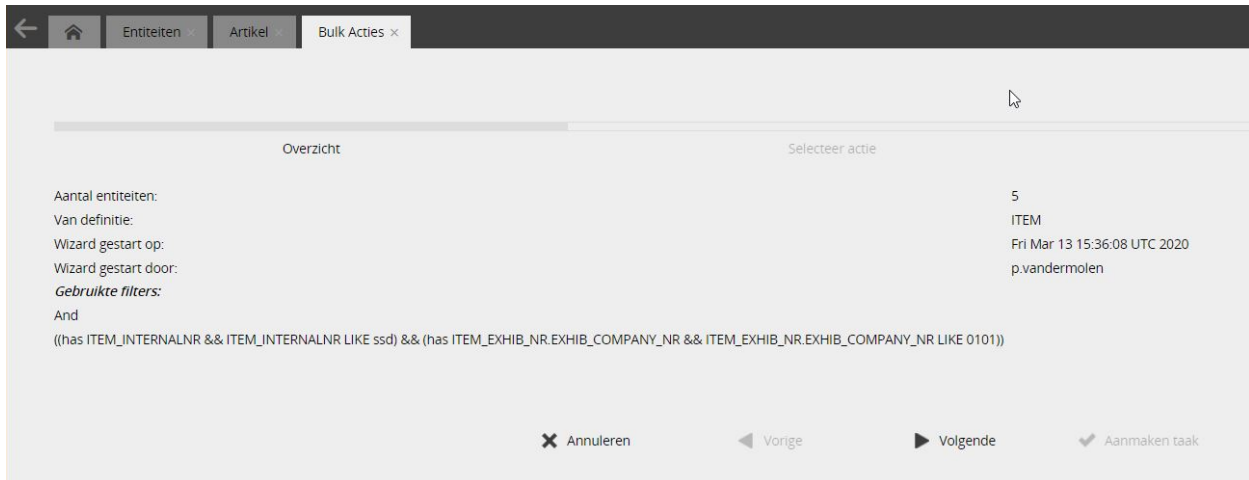 Entiteiten × Artikel × Bulk Acties ×
Overzicht Selecteer actie
Aantal entiteiten: 5
Van definitie: ITEM
Wizard gestart op: Fri Mar 13 15:36:08 UTC 2020
Wizard gestart door: p.vandermolen
Gebruikte filters:
And
((has ITEM_INTERNALNR && ITEM_INTERNALNR LIKE ssd) && (has ITEM_EXHIB_NR.EXHIB_COMPANY_NR && ITEM_EXHIB_NR.EXHIB_COMPANY_NR LIKE 0101))
Annuleren Vorige Volgende Aanmaken taak